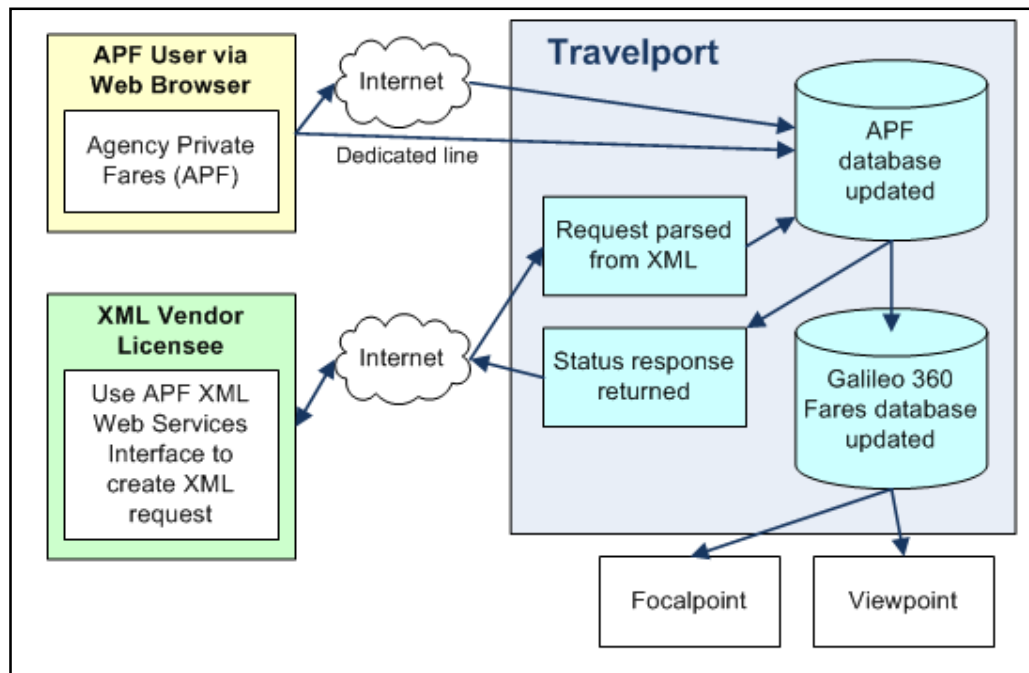 APF User via
Web Browser
Agency Private
Fares (APF)
Internet
Dedicated line
Travelport
APF
database
updated
Request parsed
from XML
XML Vendor
Licensee
Use APF XML
Web Services
Interface to
create XML
request
Internet
Status response
returned
Galileo 360
Fares database
updated
Focalpoint
Viewpoint